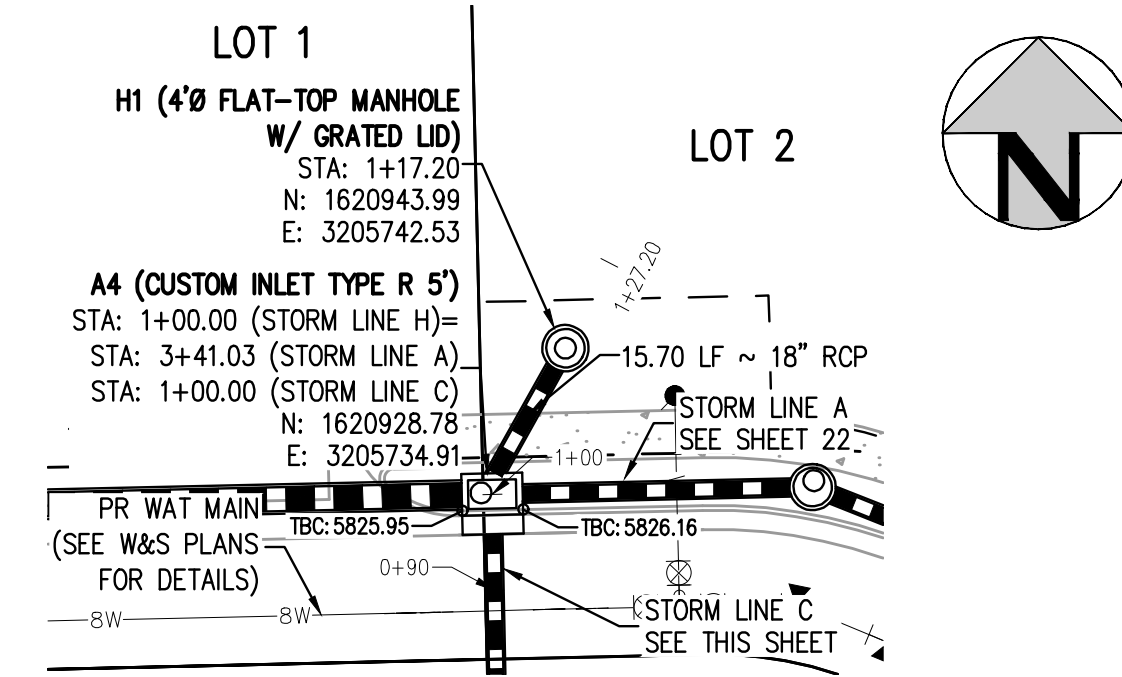 LOT 1
H1 (4'Ø FLAT-TOP MANHOLE
W/ GRATED LID)
STA: 1+17.20
N: 1620943.99
E: 3205742.53
LOT 2
N
1+27.20
A4 (CUSTOM INLET TYPE R 5')
STA: 1+00.00 (STORM LINE H)=
STA: 3+41.03 (STORM LINE A)
STA: 1+00.00 (STORM LINE C)
N: 1620928.78
E: 3205734.91
15.70 LF ~ 18" RCP
STORM LINE A
SEE SHEET 22
1+00
PR WAT MAIN
(SEE W&S PLANS
FOR DETAILS)
TBC: 5825.95
TBC: 5826.16
0+90
8W
8W
STORM LINE C
SEE THIS SHEET